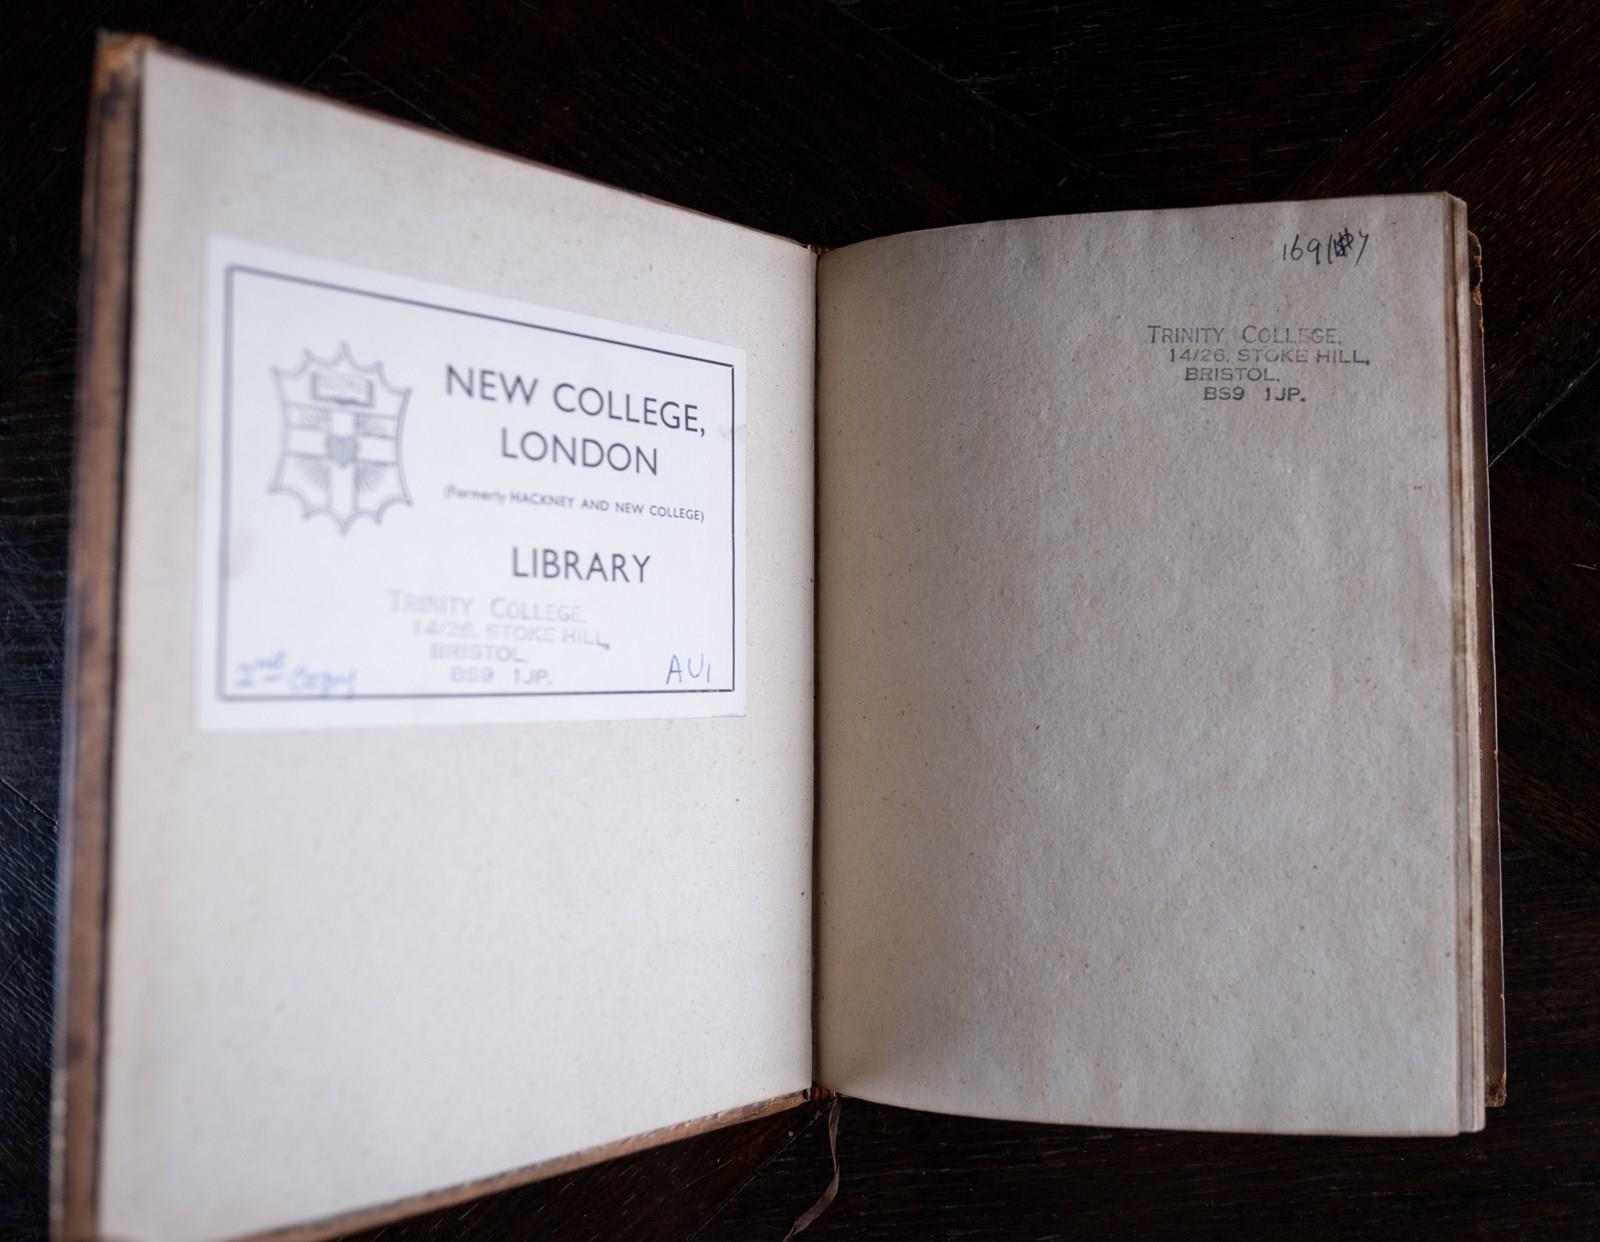 NEW COLLEGE,
LONDON
(formerly HACKNEY AND NEW COLLEGE)
LIBRARY
TRINITY COLLEGE,
14/26, STOKE HILL,
BRISTOL,
BS9 1JP.
2nd Copy
AU1
169
TRINITY COLLEGE,
14/26, STOKE HILL,
BRISTOL,
BS9 1JP.